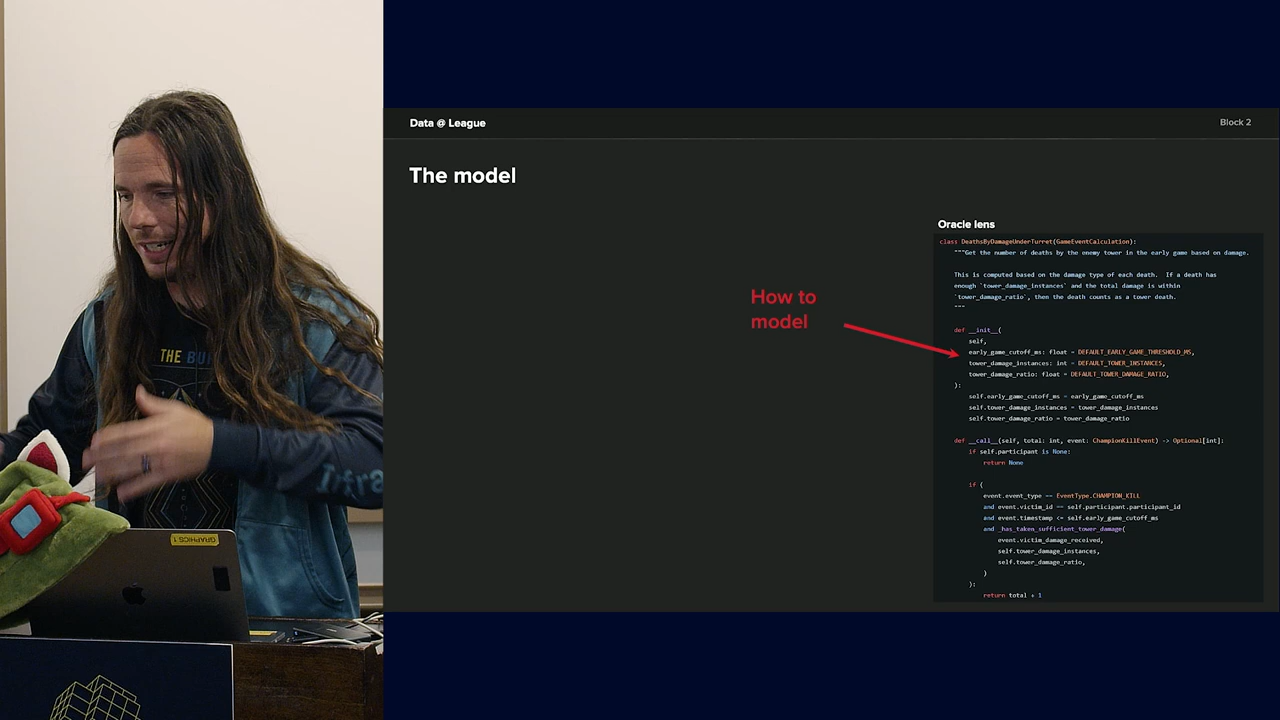 Data @ League
Block 2
The model
Oracle lens
class DeathsByDamageUnderTurret(GameEventCalculation):
"""Get the number of deaths by the enemy tower in the early game based on damage.
This is computed based on the damage type of each death. If a death has
enough `tower_damage_instances` and the total damage is within
`tower_damage_ratio`, then the death counts as a tower death.
"""
How to
model
def __init__(
self,
early_game_cutoff_ms: float = DEFAULT_EARLY_GAME_THRESHOLD_MS,
tower_damage_instances: int = DEFAULT_TOWER_INSTANCES,
tower_damage_ratio: float = DEFAULT_TOWER_DAMAGE_RATIO,
):
self.early_game_cutoff_ms = early_game_cutoff_ms
self.tower_damage_instances = tower_damage_instances
self.tower_damage_ratio = tower_damage_ratio
def __call__(self, total: int, event: ChampionKillEvent) -> Optional[int]:
if self.participant is None:
return None
if (
event.event_type == EventType.CHAMPION_KILL
and event.victim_id == self.participant.participant_id
and event.timestamp <= self.early_game_cutoff_ms
and _has_taken_sufficient_tower_damage(
event.victim_damage_received,
self.tower_damage_instances,
self.tower_damage_ratio,
)
):
return total + 1
THE
GRAPHICS 1